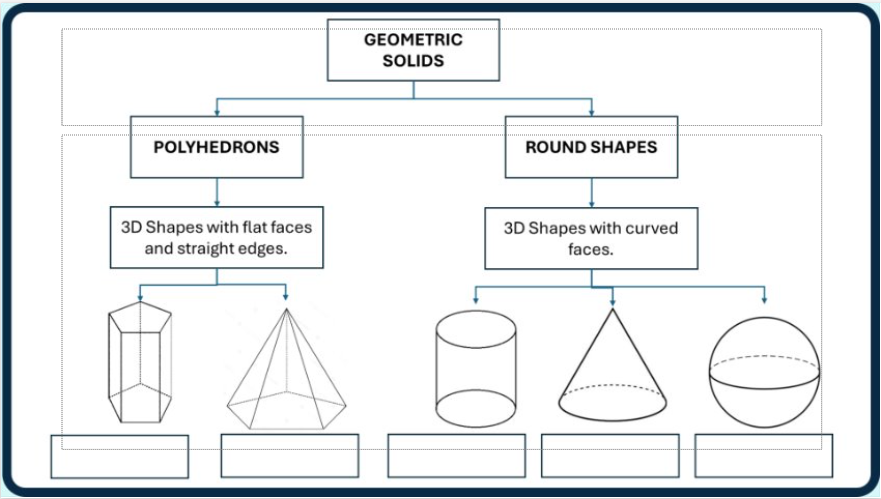 GEOMETRIC
SOLIDS
POLYHEDRONS
ROUND SHAPES
3D Shapes with flat faces
and straight edges.
3D Shapes with curved
faces.